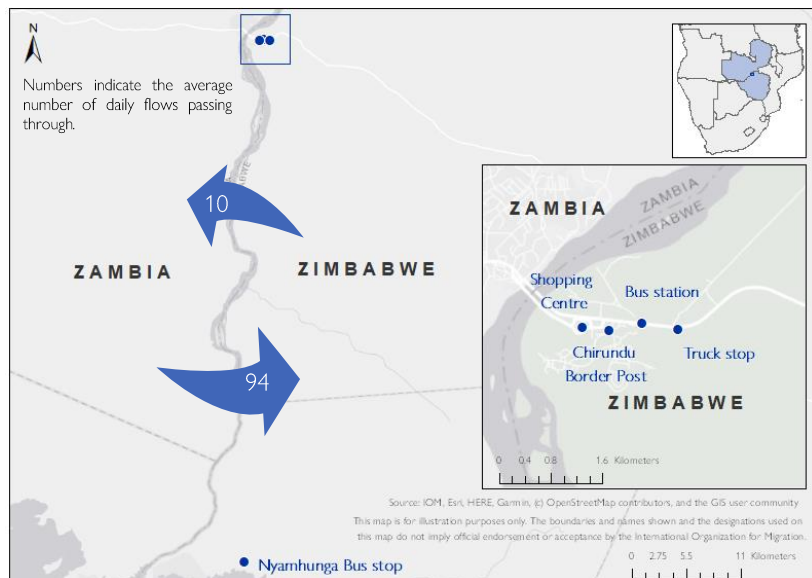 N
Numbers indicate the average
number of daily flows passing
through.
10
ZAMBIA
ZIMBABWE
94
ZAMBIA
ZAMBIA
ZIMBABWE
Shopping
Centre
Bus station
Chirundu
Border Post
Truck stop
ZIMBABWE
0 0.4 0.8 1.6 Kilometers
Source: IOM, Esri, HERE, Garmin, (c) OpenStreetMap contributors, and the GIS user community
This map is for illustration purposes only. The boundaries and names shown and the designations used on
this map do not imply official endorsement or acceptance by the International Organization for Migration.
Nyamhunga Bus stop
0 2.75 5.5 11 Kilometers